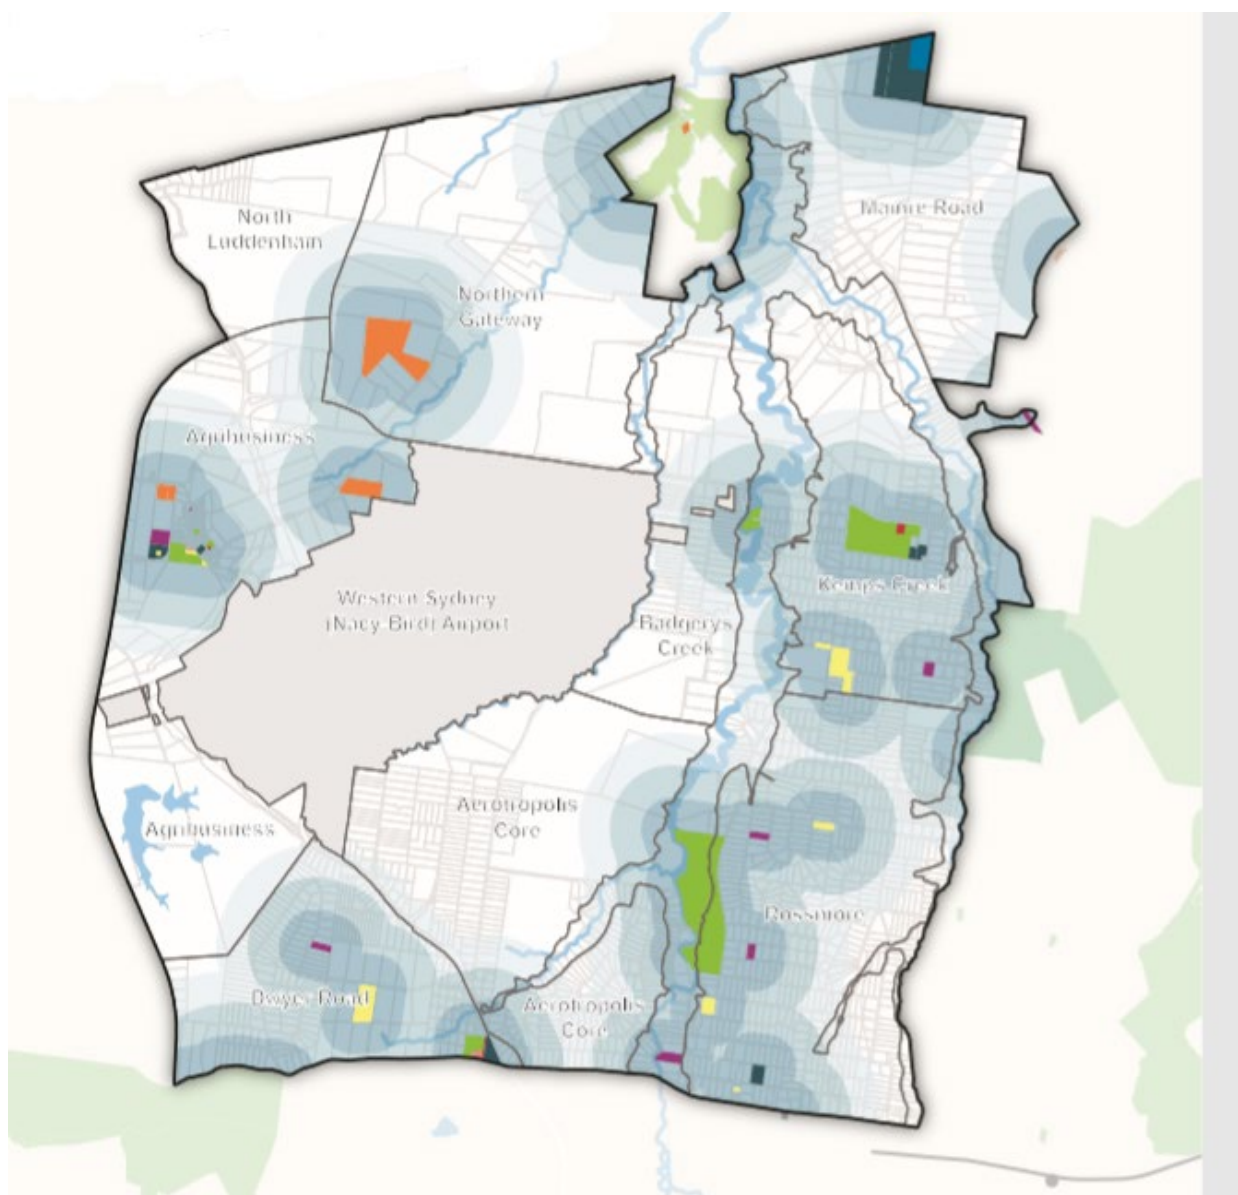 North
Luddenham
Mamre Road
Northern
Gateway
Agribusiness
Kemps Creek
Western Sydney
(Nacy-Bird) Airport
Badgerys
Creek
Aerotropolis
Core
Agribusiness
Rossmore
Dwyer Road
Aerotropolis
Core